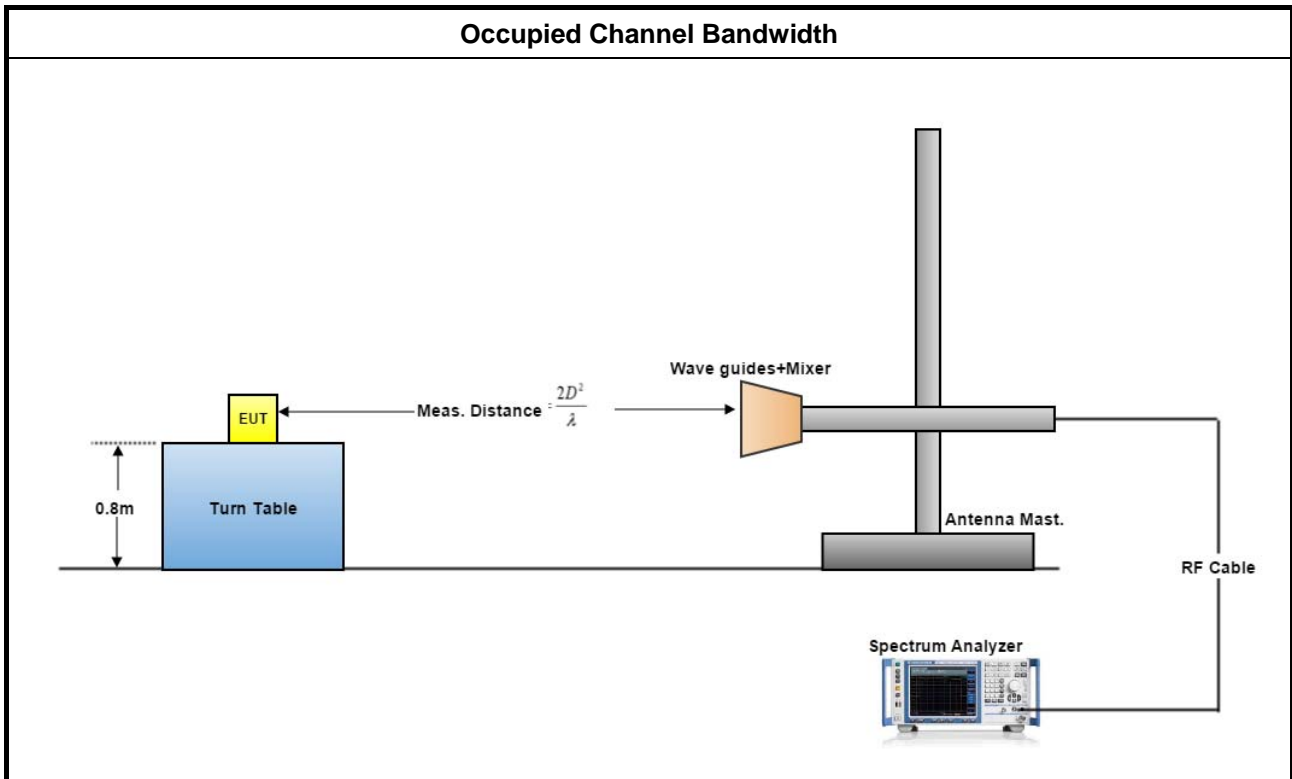 Occupied Channel Bandwidth
Wave guides+Mixer
EUT
Meas. Distance = 2D² / λ
0.8m
Turn Table
Antenna Mast.
RF Cable
Spectrum Analyzer